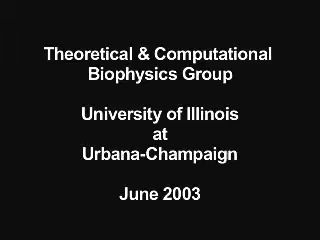 Theoretical & Computational
Biophysics Group
University of Illinois
at
Urbana-Champaign
June 2003